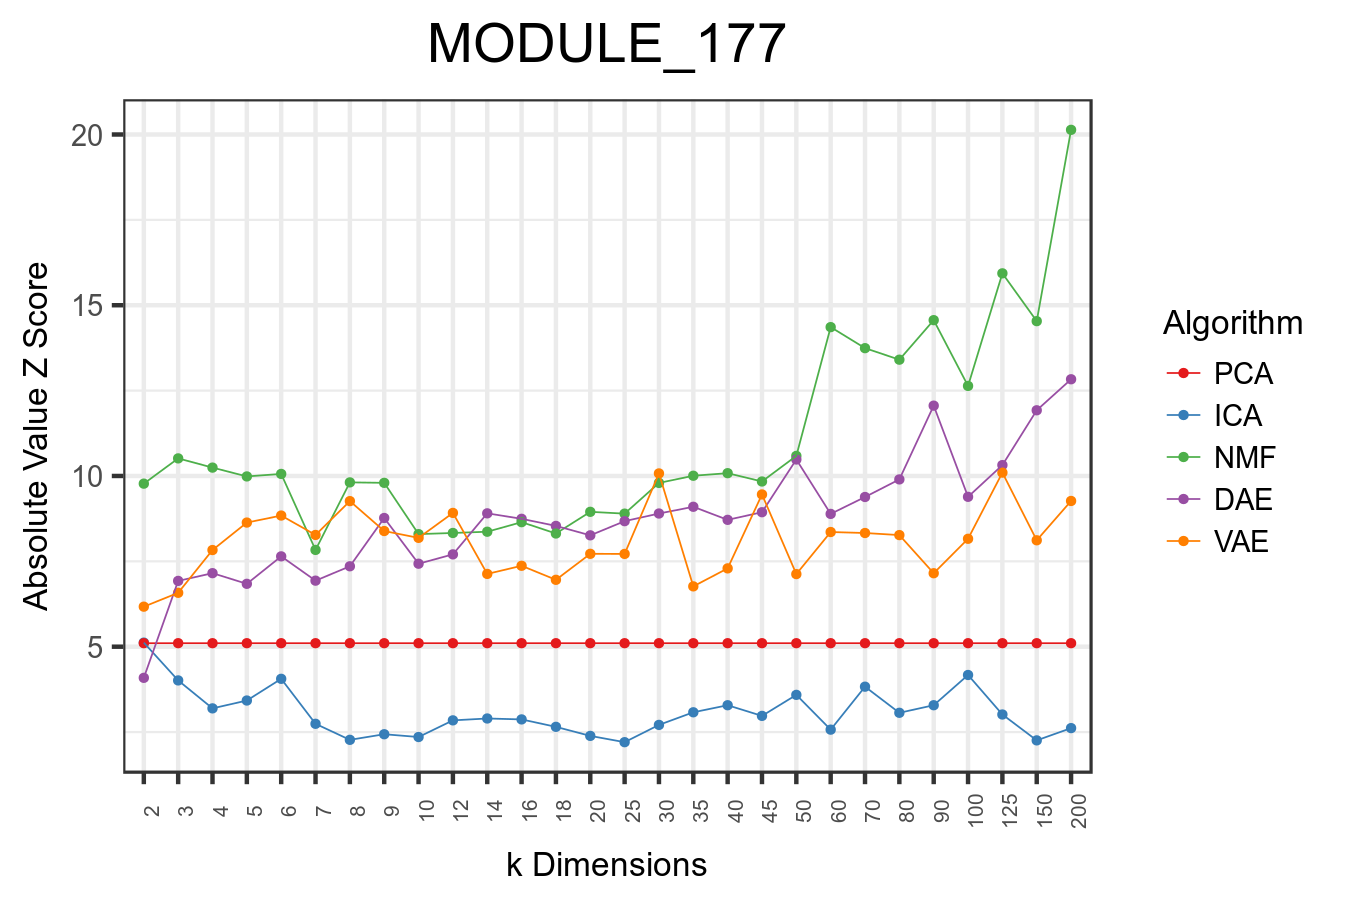 MODULE_177
Absolute Value Z Score
20
15
10
5
2 3 4 5 6 7 8 9 10 12 14 16 18 20 25 30 35 40 45 50 60 70 80 90 100 125 150 200
k Dimensions
Algorithm
PCA
ICA
NMF
DAE
VAE